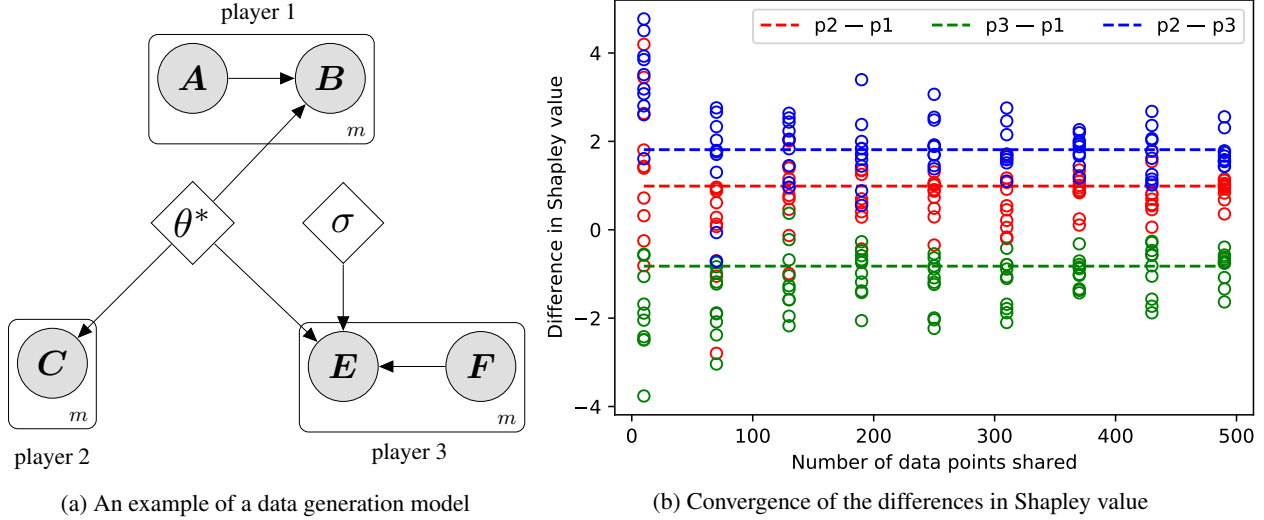 player 1
A
B
m
θ*
σ
C
m
E
F
m
player 2
player 3
(a) An example of a data generation model
p2 — p1
p3 — p1
p2 — p3
Difference in Shapley value
4
2
0
−2
−4
0
100
200
300
400
500
Number of data points shared
(b) Convergence of the differences in Shapley value